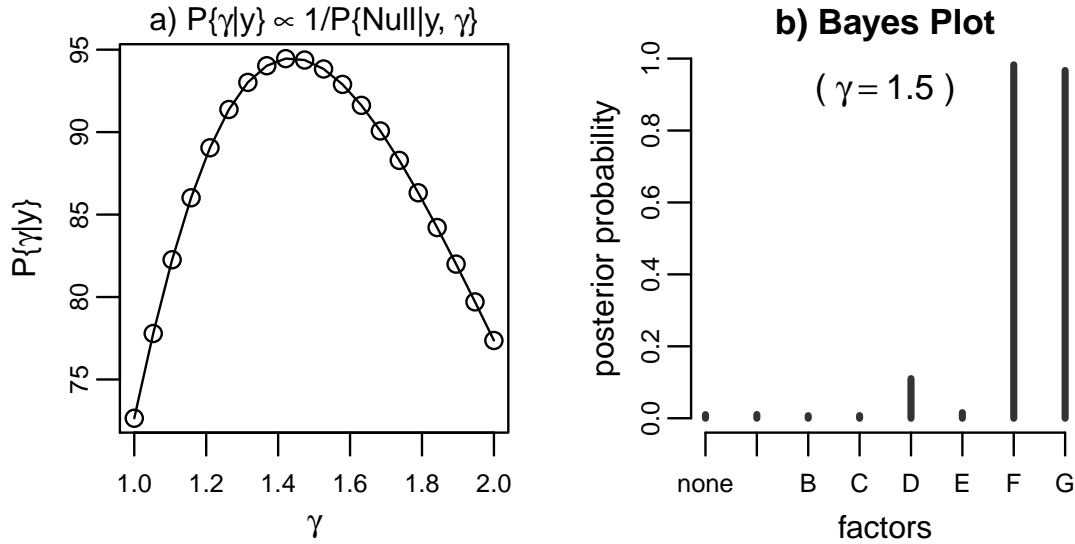 a) P{γ|y} ∝ 1/P{Null|y, γ}
P{γ|y}
95
90
85
80
75
1.0 1.2 1.4 1.6 1.8 2.0
γ
b) Bayes Plot
( γ = 1.5 )
posterior probability
1.0
0.8
0.6
0.4
0.2
0.0
none B C D E F G
factors